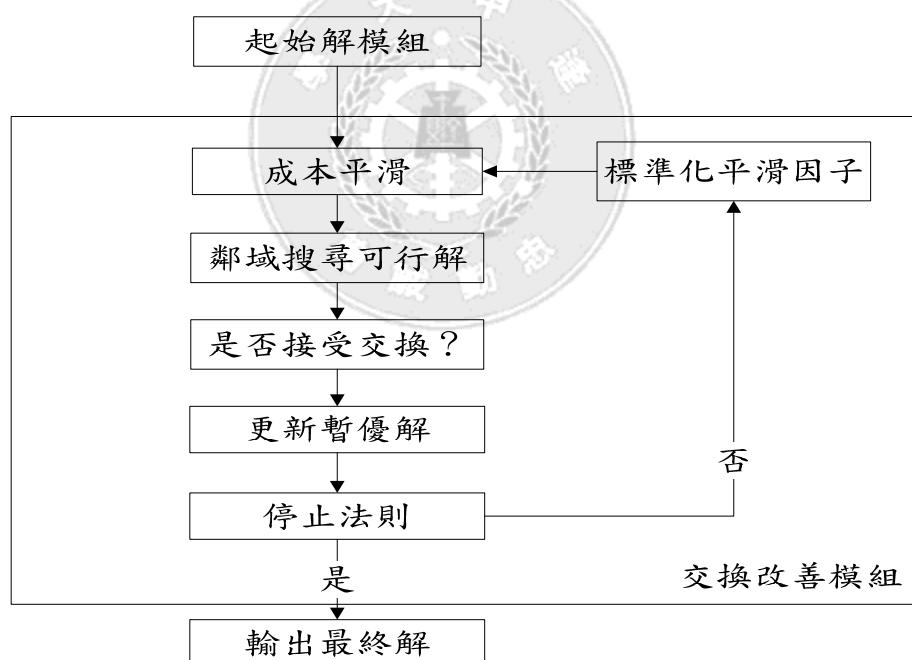 起始解模組
成本平滑
標準化平滑因子
鄰域搜尋可行解
是否接受交換？
更新暫優解
否
停止法則
交換改善模組
是
輸出最終解